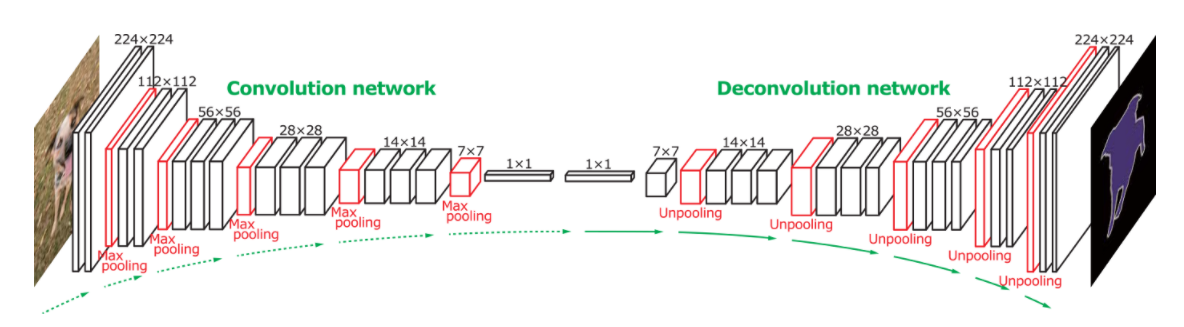 224×224
112×112
Convolution network
56×56
28×28
14×14
7×7
1×1
1×1
7×7
14×14
28×28
Deconvolution network
56×56
112×112
224×224
Max
pooling
Max
pooling
Max
pooling
Max
pooling
Max
pooling
Unpooling
Unpooling
Unpooling
Unpooling
Unpooling